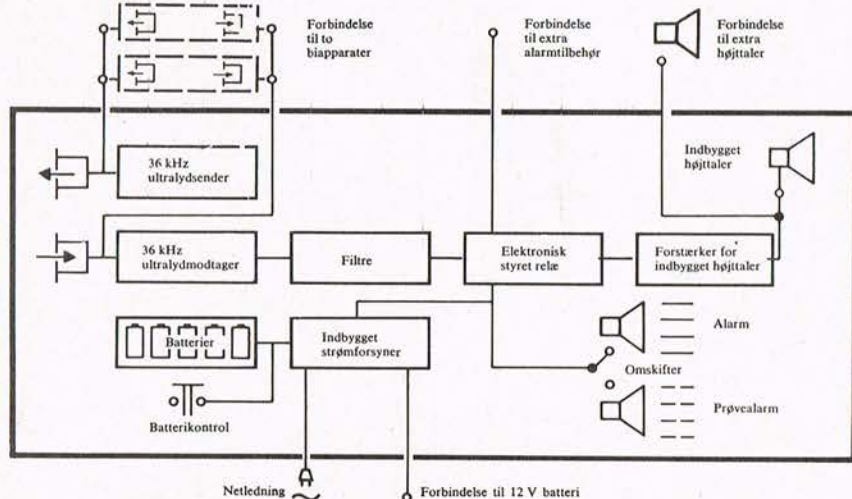 Forbindelse
til to
biapparater
Forbindelse
til extra
alarmtilbehør
Forbindelse
til extra
højttaler
Indbygget
højttaler
36 kHz
ultralydsender
36 kHz
ultralydmodtager
Filtre
Elektronisk
styret relæ
Forstærker for
indbygget højttaler
Batterier
Indbygget
strømforsyner
Alarm
Omskifter
Prøvealarm
Batterikontrol
Netledning
Forbindelse til 12 V batteri